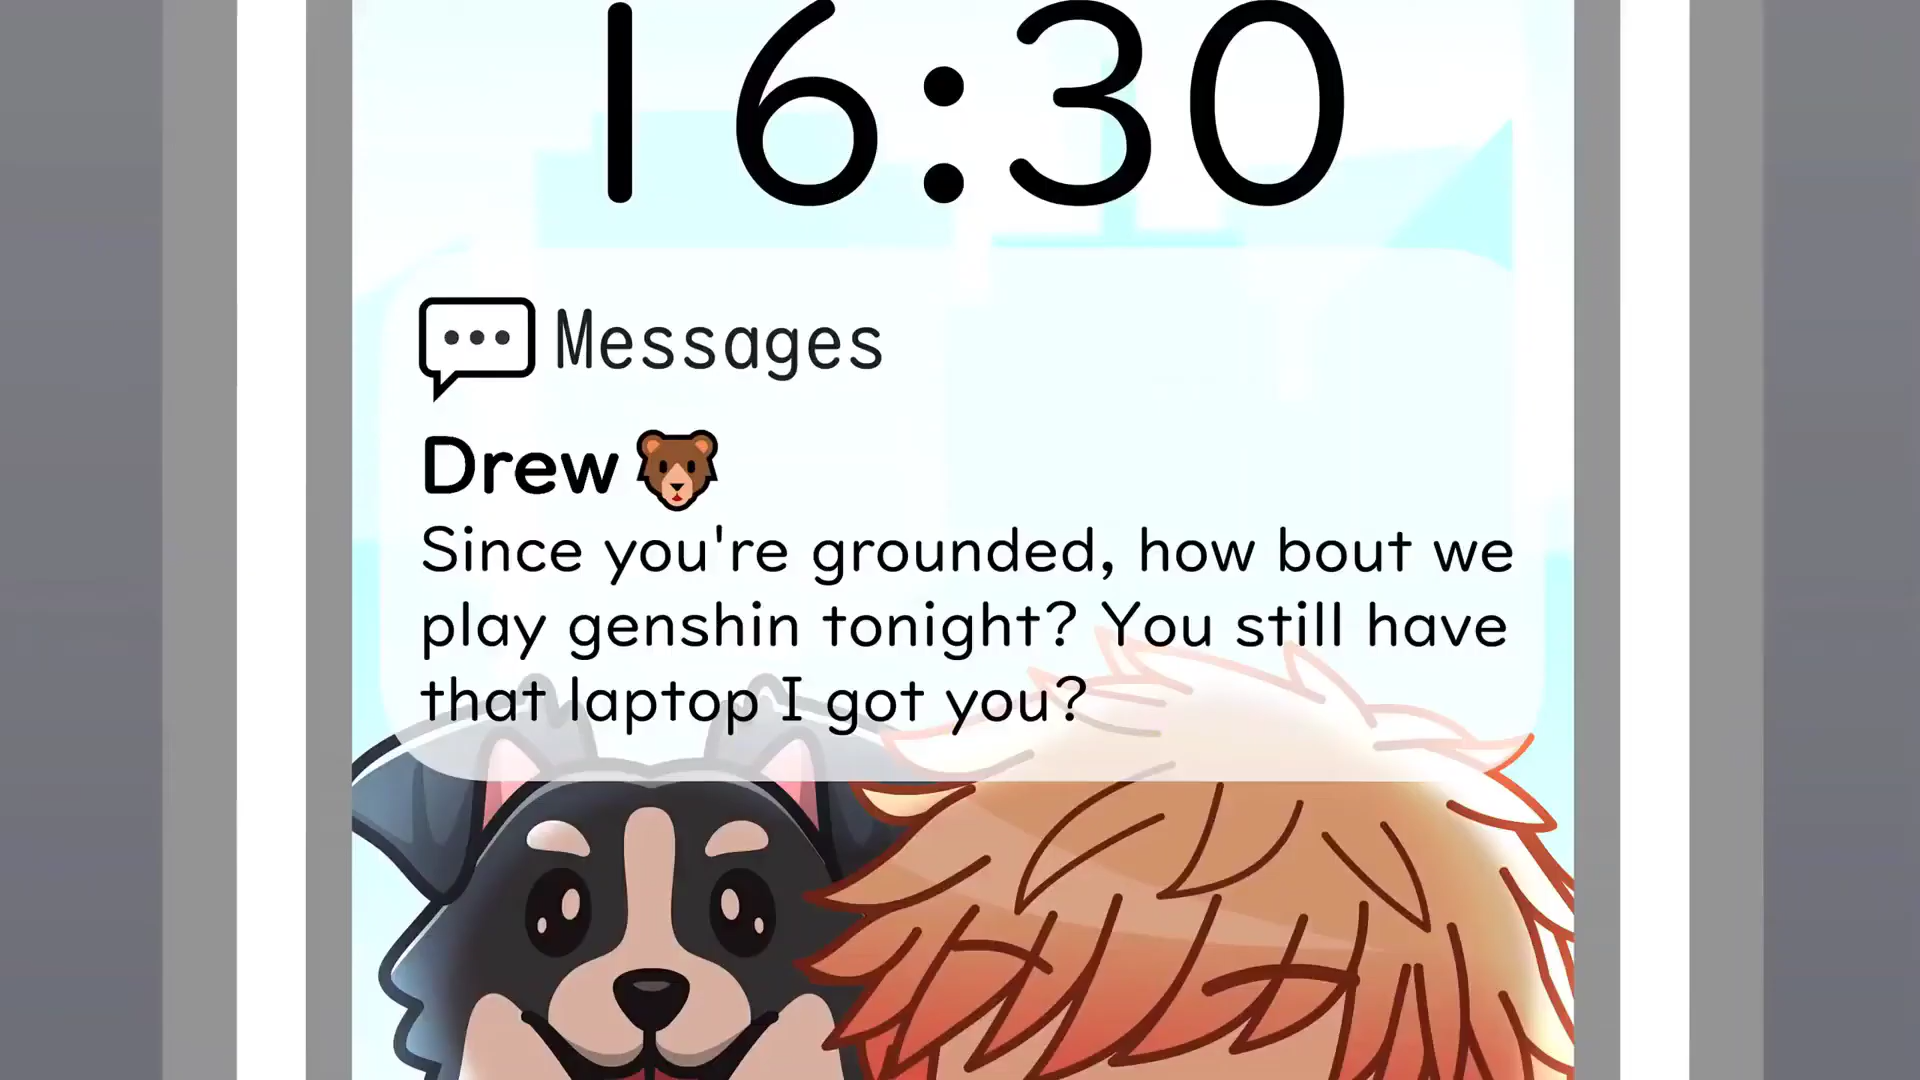 16:30
Messages
Drew🐻
Since you're grounded, how bout we
play genshin tonight? You still have
that laptop I got you?